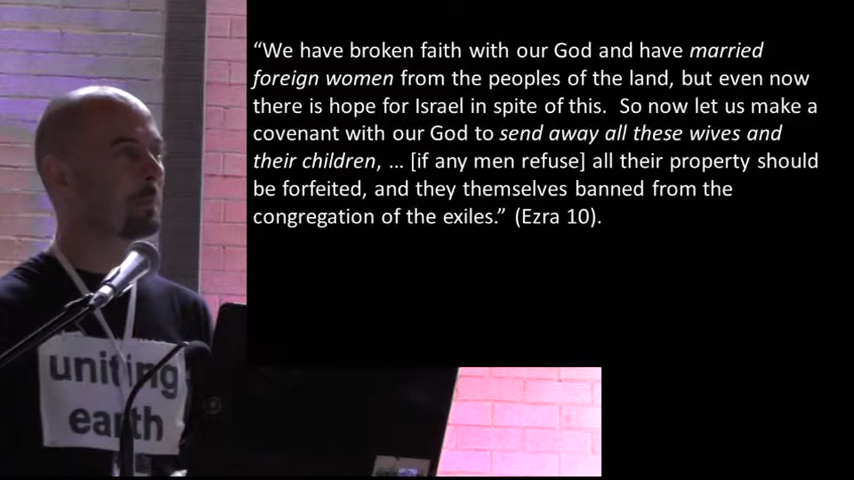 “We have broken faith with our God and have married
foreign women from the peoples of the land, but even now
there is hope for Israel in spite of this.  So now let us make a
covenant with our God to send away all these wives and
their children, … [if any men refuse] all their property should
be forfeited, and they themselves banned from the
congregation of the exiles.” (Ezra 10).
uniting
earth